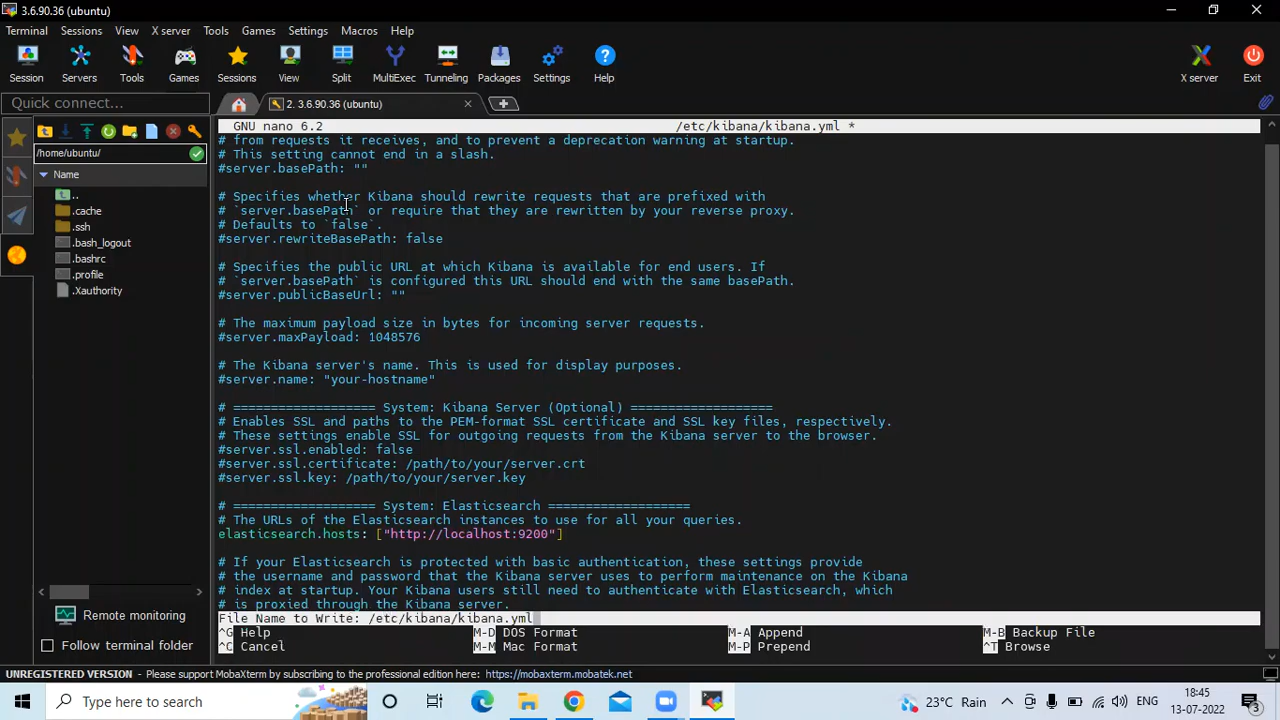 3.6.90.36 (ubuntu)
Terminal Sessions View X server Tools Games Settings Macros Help
Session Servers Tools Games Sessions View Split MultiExec Tunneling Packages Settings Help X server Exit
Quick connect...
2. 3.6.90.36 (ubuntu)
/home/ubuntu/
Name
..
.cache
.ssh
.bash_logout
.bashrc
.profile
.Xauthority
Remote monitoring
Follow terminal folder
GNU nano 6.2 /etc/kibana/kibana.yml *
# from requests it receives, and to prevent a deprecation warning at startup.
# This setting cannot end in a slash.
#server.basePath: ""
# Specifies whether Kibana should rewrite requests that are prefixed with
# `server.basePath` or require that they are rewritten by your reverse proxy.
# Defaults to `false`.
#server.rewriteBasePath: false
# Specifies the public URL at which Kibana is available for end users. If
# `server.basePath` is configured this URL should end with the same basePath.
#server.publicBaseUrl: ""
# The maximum payload size in bytes for incoming server requests.
#server.maxPayload: 1048576
# The Kibana server's name. This is used for display purposes.
#server.name: "your-hostname"
# =================== System: Kibana Server (Optional) ===================
# Enables SSL and paths to the PEM-format SSL certificate and SSL key files, respectively.
# These settings enable SSL for outgoing requests from the Kibana server to the browser.
#server.ssl.enabled: false
#server.ssl.certificate: /path/to/your/server.crt
#server.ssl.key: /path/to/your/server.key
# =================== System: Elasticsearch ===================
# The URLs of the Elasticsearch instances to use for all your queries.
elasticsearch.hosts: ["http://localhost:9200"]
# If your Elasticsearch is protected with basic authentication, these settings provide
# the username and password that the Kibana server uses to perform maintenance on the Kibana
# index at startup. Your Kibana users still need to authenticate with Elasticsearch, which
# is proxied through the Kibana server.
File Name to Write: /etc/kibana/kibana.yml
^G Help M-D DOS Format M-A Append M-B Backup File
^C Cancel M-M Mac Format M-P Prepend ^T Browse
UNREGISTERED VERSION - Please support MobaXterm by subscribing to the professional edition here: https://mobaxterm.mobatek.net
Type here to search
23°C Rain
ENG
18:45
13-07-2022
3